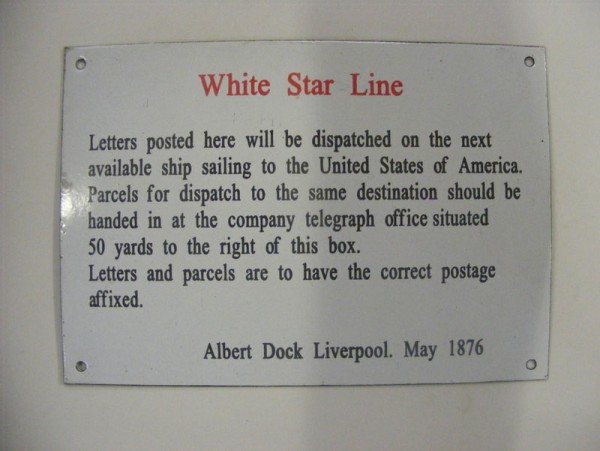 White Star Line
Letters posted here will be dispatched on the next
available ship sailing to the United States of America.
Parcels for dispatch to the same destination should be
handed in at the company telegraph office situated
50 yards to the right of this box.
Letters and parcels are to have the correct postage
affixed.
Albert Dock Liverpool. May 1876